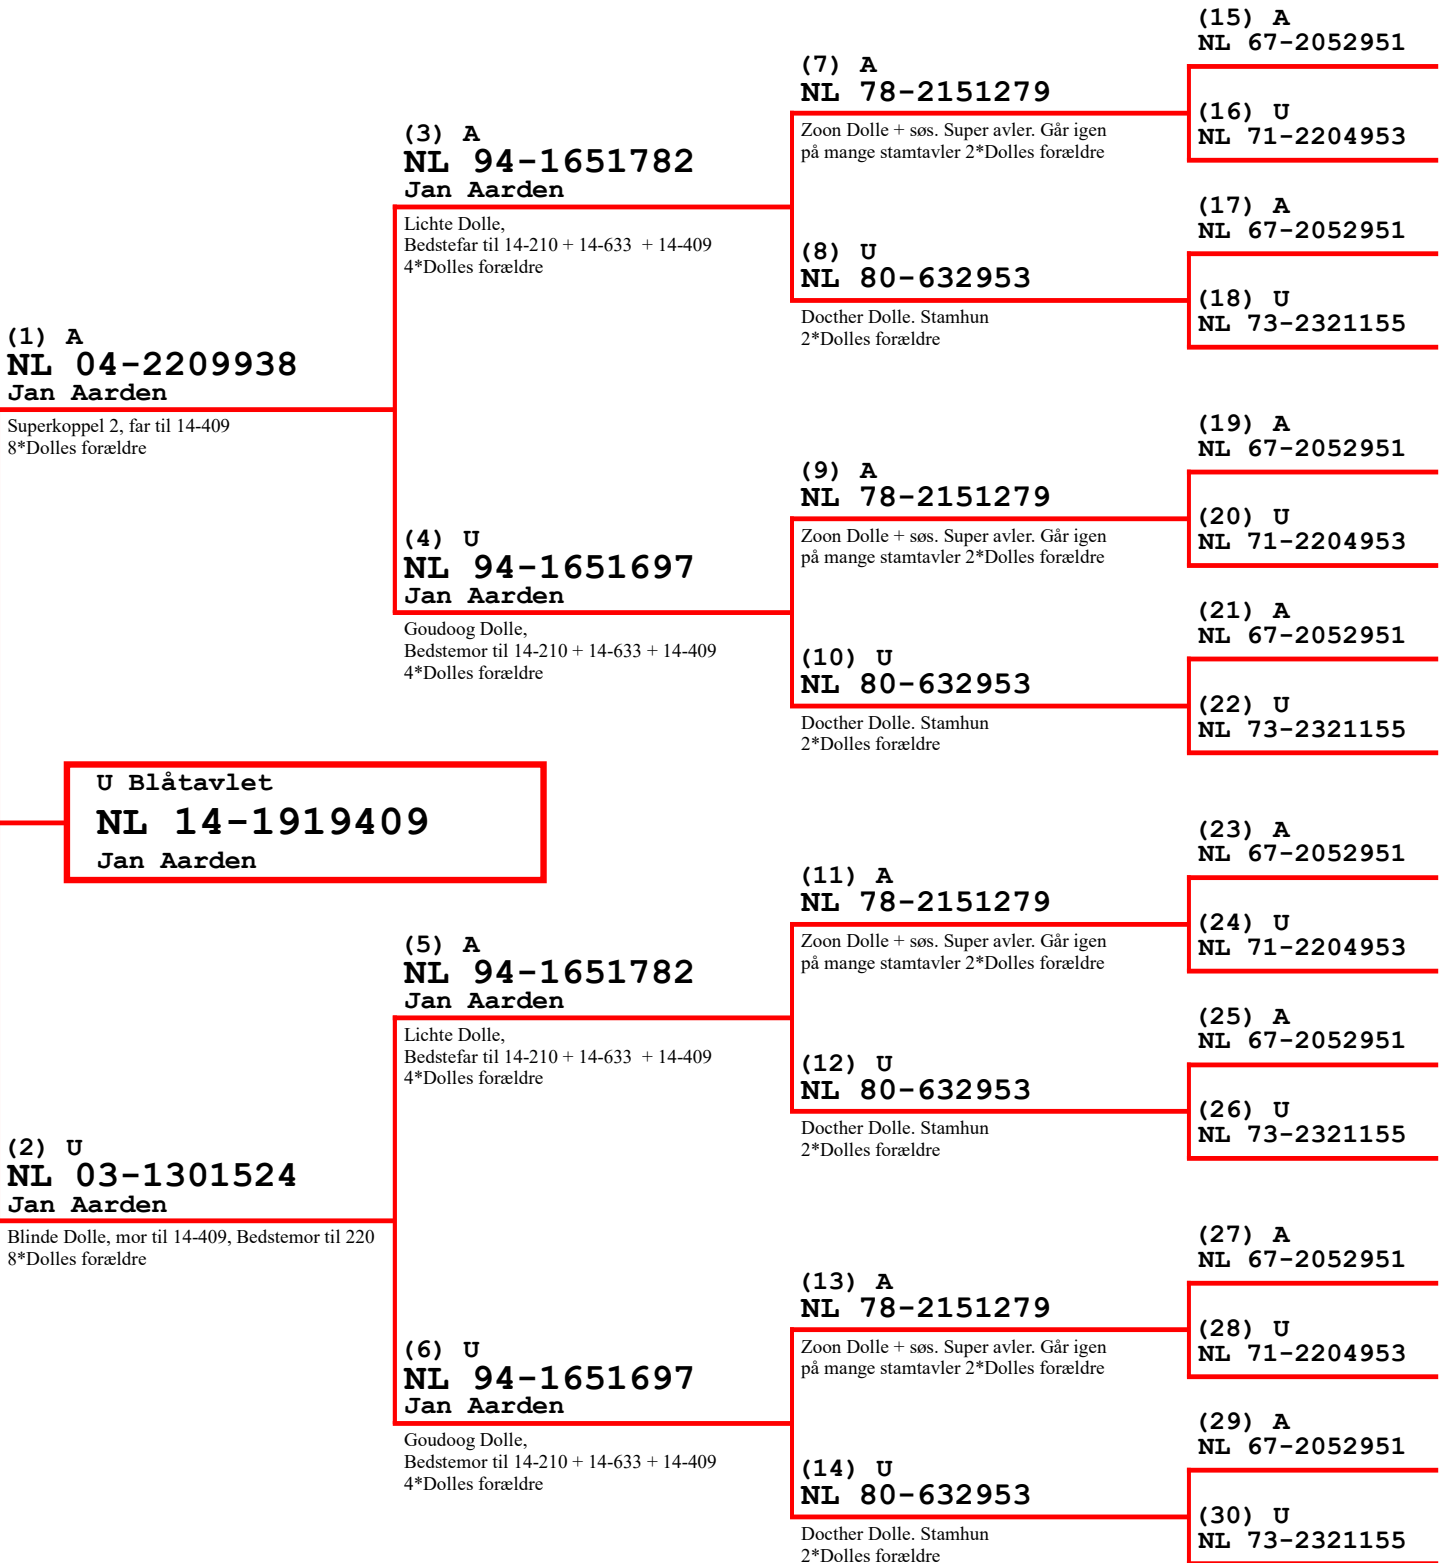 (1) A
NL 04-2209938
Jan Aarden
Superkoppel 2, far til 14-409
8*Dolles forældre
U Blåtavlet
NL 14-1919409
Jan Aarden
(2) U
NL 03-1301524
Jan Aarden
Blinde Dolle, mor til 14-409, Bedstemor til 220
8*Dolles forældre
(3) A
NL 94-1651782
Jan Aarden
Lichte Dolle,
Bedstefar til 14-210 + 14-633  + 14-409
4*Dolles forældre
(4) U
NL 94-1651697
Jan Aarden
Goudoog Dolle,
Bedstemor til 14-210 + 14-633 + 14-409
4*Dolles forældre
(5) A
NL 94-1651782
Jan Aarden
Lichte Dolle,
Bedstefar til 14-210 + 14-633  + 14-409
4*Dolles forældre
(6) U
NL 94-1651697
Jan Aarden
Goudoog Dolle,
Bedstemor til 14-210 + 14-633 + 14-409
4*Dolles forældre
(7) A
NL 78-2151279
Zoon Dolle + søs. Super avler. Går igen
på mange stamtavler 2*Dolles forældre
(8) U
NL 80-632953
Docther Dolle. Stamhun
2*Dolles forældre
(9) A
NL 78-2151279
Zoon Dolle + søs. Super avler. Går igen
på mange stamtavler 2*Dolles forældre
(10) U
NL 80-632953
Docther Dolle. Stamhun
2*Dolles forældre
(11) A
NL 78-2151279
Zoon Dolle + søs. Super avler. Går igen
på mange stamtavler 2*Dolles forældre
(12) U
NL 80-632953
Docther Dolle. Stamhun
2*Dolles forældre
(13) A
NL 78-2151279
Zoon Dolle + søs. Super avler. Går igen
på mange stamtavler 2*Dolles forældre
(14) U
NL 80-632953
Docther Dolle. Stamhun
2*Dolles forældre
(15) A
NL 67-2052951
(16) U
NL 71-2204953
(17) A
NL 67-2052951
(18) U
NL 73-2321155
(19) A
NL 67-2052951
(20) U
NL 71-2204953
(21) A
NL 67-2052951
(22) U
NL 73-2321155
(23) A
NL 67-2052951
(24) U
NL 71-2204953
(25) A
NL 67-2052951
(26) U
NL 73-2321155
(27) A
NL 67-2052951
(28) U
NL 71-2204953
(29) A
NL 67-2052951
(30) U
NL 73-2321155